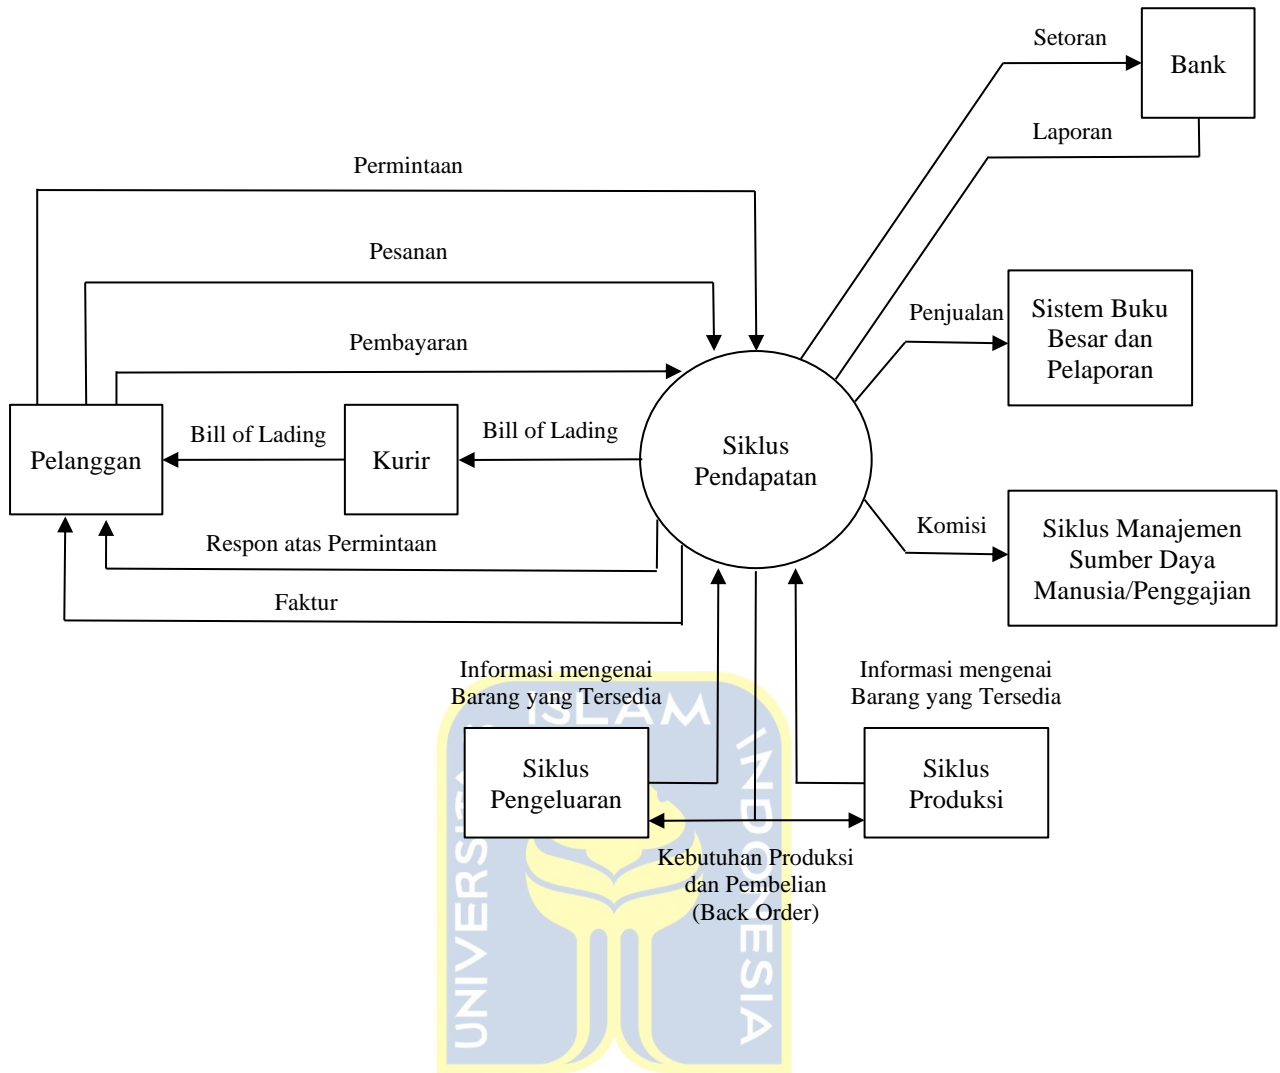 Setoran
Bank
Laporan
Permintaan
Pesanan
Penjualan
Sistem Buku
Besar dan
Pelaporan
Pembayaran
Pelanggan
Bill of Lading
Kurir
Bill of Lading
Siklus
Pendapatan
Komisi
Siklus Manajemen
Sumber Daya
Manusia/Penggajian
Respon atas Permintaan
Faktur
Informasi mengenai
Barang yang Tersedia
Informasi mengenai
Barang yang Tersedia
Siklus
Pengeluaran
Siklus
Produksi
Kebutuhan Produksi
dan Pembelian
(Back Order)
UNIVERSITAS
ISLAM
INDONESIA